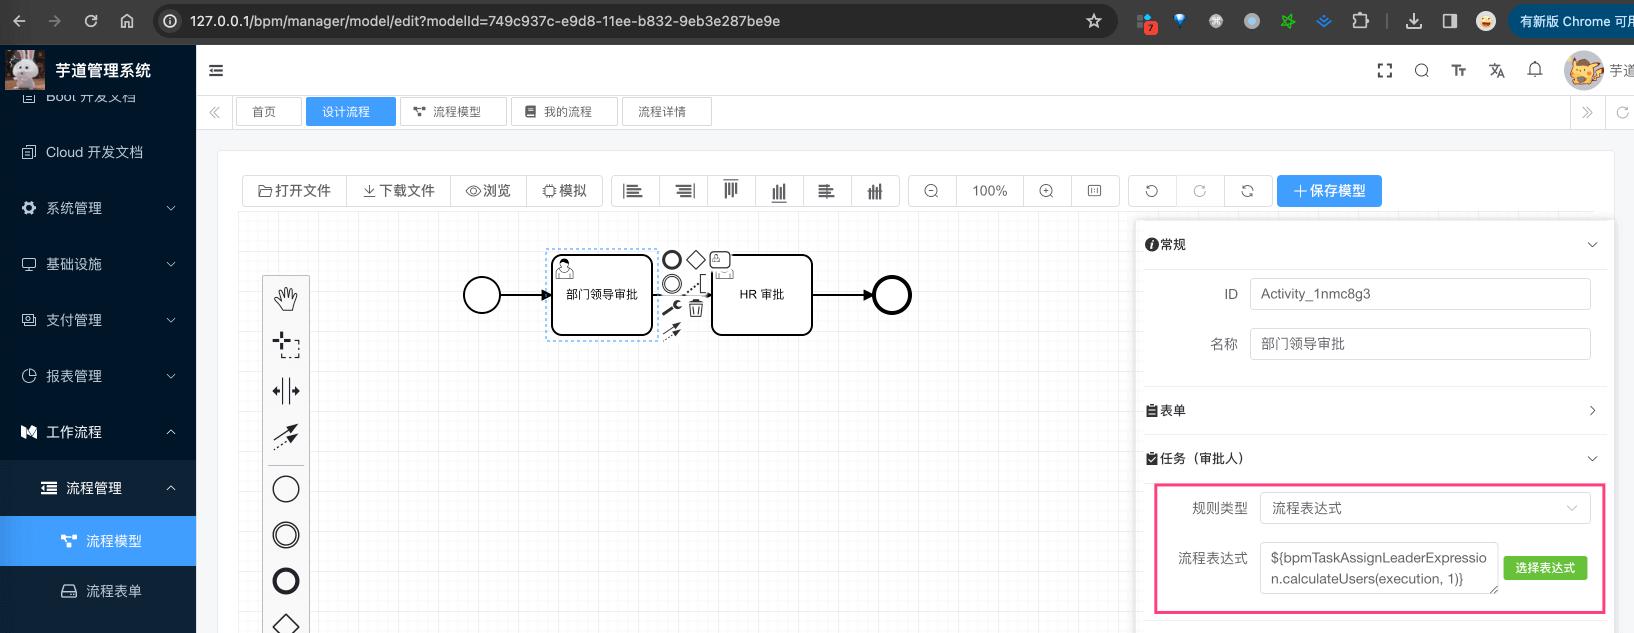 127.0.0.1/bpm/manager/model/edit?modelId=749c937c-e9d8-11ee-b832-9eb3e287be9e
7
有新版 Chrome 可用
芋道管理系统
芋道
Boot 开发文档
首页
设计流程
流程模型
我的流程
流程详情
Cloud 开发文档
打开文件
下载文件
浏览
模拟
100%
保存模型
系统管理
常规
基础设施
部门领导审批
HR 审批
ID
Activity_1nmc8g3
支付管理
名称
部门领导审批
报表管理
表单
工作流程
任务（审批人）
流程管理
规则类型
流程表达式
流程模型
流程表达式
${bpmTaskAssignLeaderExpressio
n.calculateUsers(execution, 1)}
选择表达式
流程表单